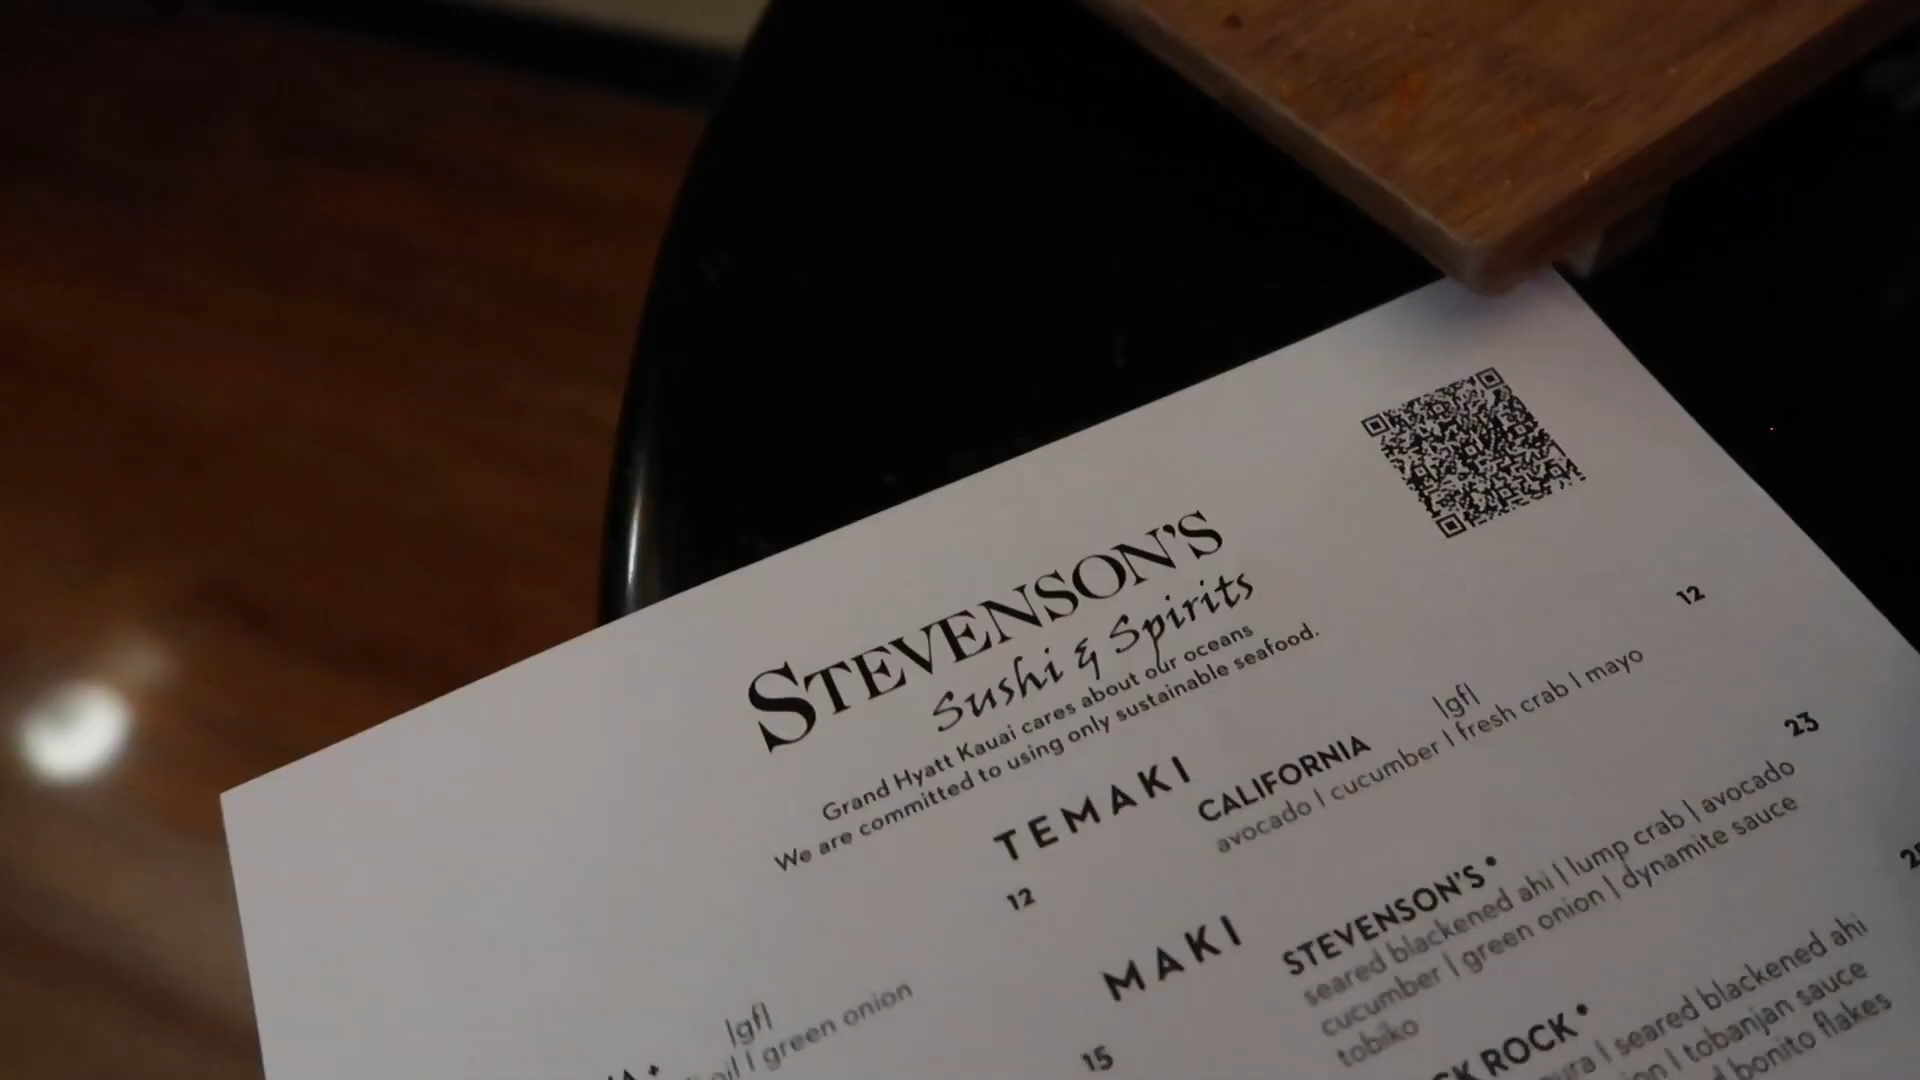 STEVENSON'S
Sushi & Spirits
Grand Hyatt Kauai cares about our oceans
We are committed to using only sustainable seafood.
TEMAKI
CALIFORNIA |gf| 12
avocado | cucumber | fresh crab | mayo
12
|gf|
| green onion
MAKI
STEVENSON'S • 23
seared blackened ahi | lump crab | avocado
cucumber | green onion | dynamite sauce
tobiko
15
ROCK •
| seared blackened ahi
| tobanjan sauce
bonito flakes